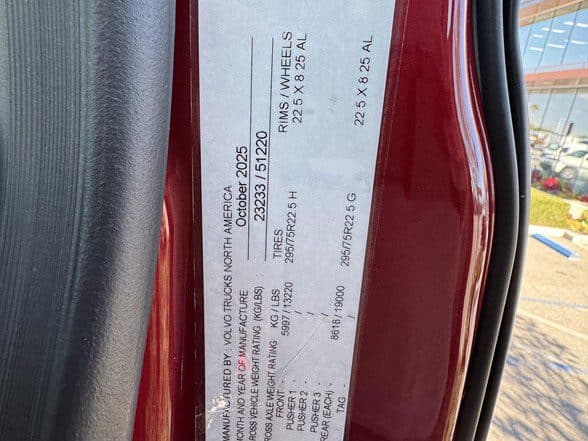 MANUFACTURED BY: VOLVO TRUCKS NORTH AMERICA
MONTH AND YEAR OF MANUFACTURE October 2025
GROSS VEHICLE WEIGHT RATING (KG/LBS) : 23233 / 51220
GROSS AXLE WEIGHT RATING KG / LBS TIRES RIMS / WHEELS
FRONT : 5997 / 13220 295/75R22.5 H 22.5 X 8.25 AL
PUSHER 1 : /
PUSHER 2 : /
PUSHER 3 : /
REAR (EACH) : 8618 / 19000 295/75R22.5 G 22.5 X 8.25 AL
TAG : /